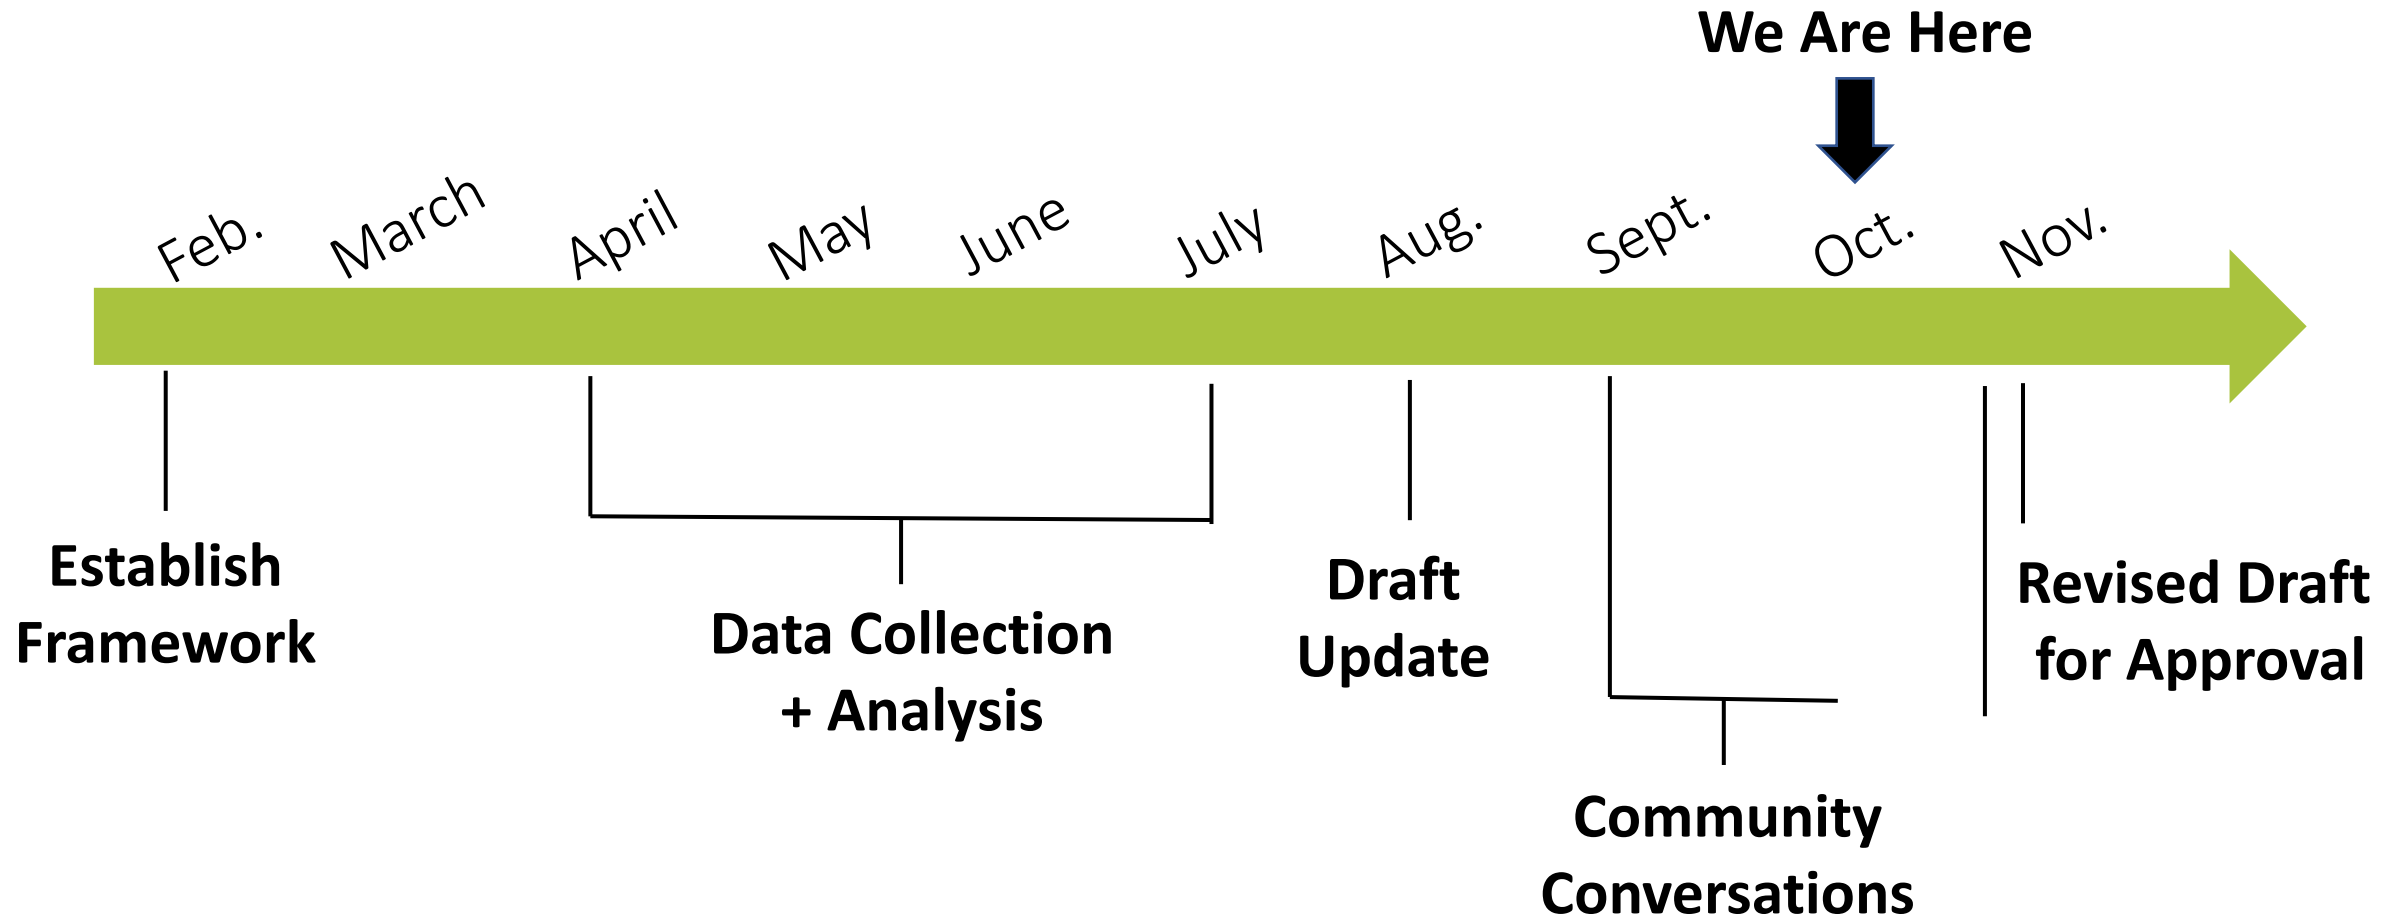 We Are Here
Feb.
March
April
May
June
July
Aug.
Sept.
Oct.
Nov.
Establish
Framework
Data Collection
+ Analysis
Draft
Update
Community
Conversations
Revised Draft
for Approval